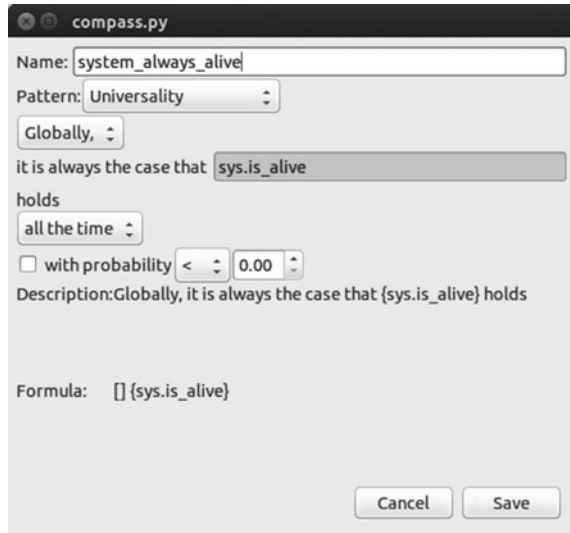 compass.py
Name: system_always_alive
Pattern: Universality
Globally,
it is always the case that sys.is_alive
holds
all the time
with probability < 0.00
Description:Globally, it is always the case that {sys.is_alive} holds
Formula: [] {sys.is_alive}
Cancel Save